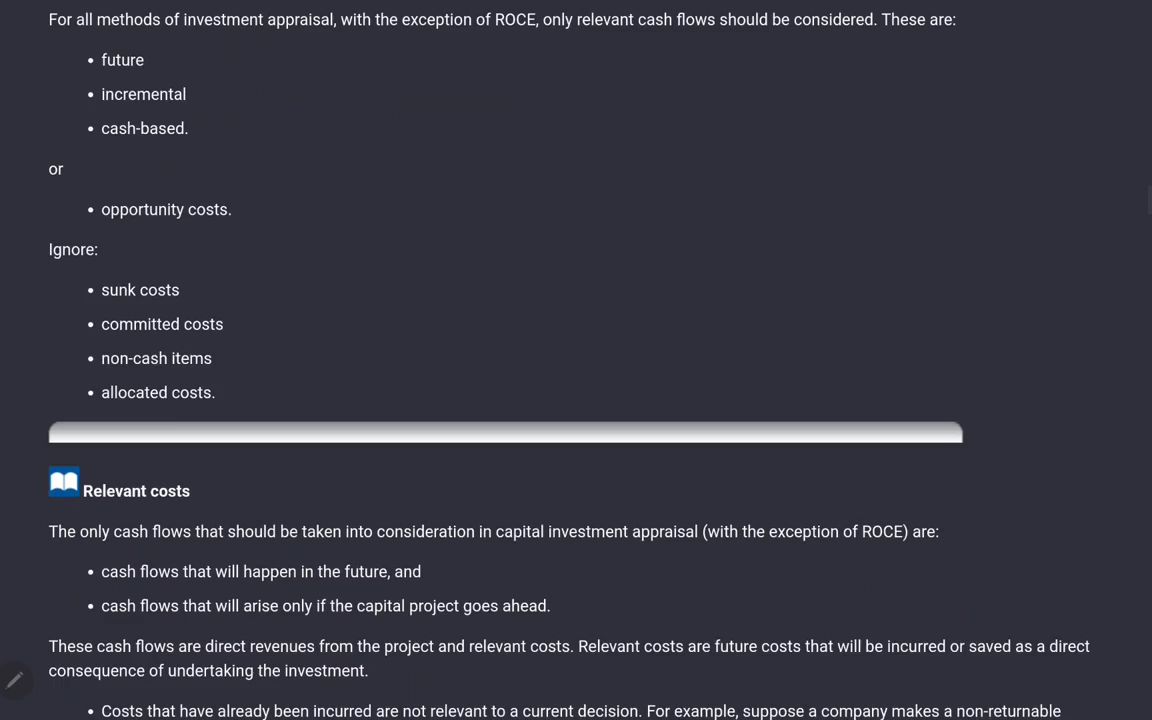 For all methods of investment appraisal, with the exception of ROCE, only relevant cash flows should be considered. These are:
• future
• incremental
• cash-based.
or
• opportunity costs.
Ignore:
• sunk costs
• committed costs
• non-cash items
• allocated costs.
Relevant costs
The only cash flows that should be taken into consideration in capital investment appraisal (with the exception of ROCE) are:
• cash flows that will happen in the future, and
• cash flows that will arise only if the capital project goes ahead.
These cash flows are direct revenues from the project and relevant costs. Relevant costs are future costs that will be incurred or saved as a direct
consequence of undertaking the investment.
• Costs that have already been incurred are not relevant to a current decision. For example, suppose a company makes a non-returnable